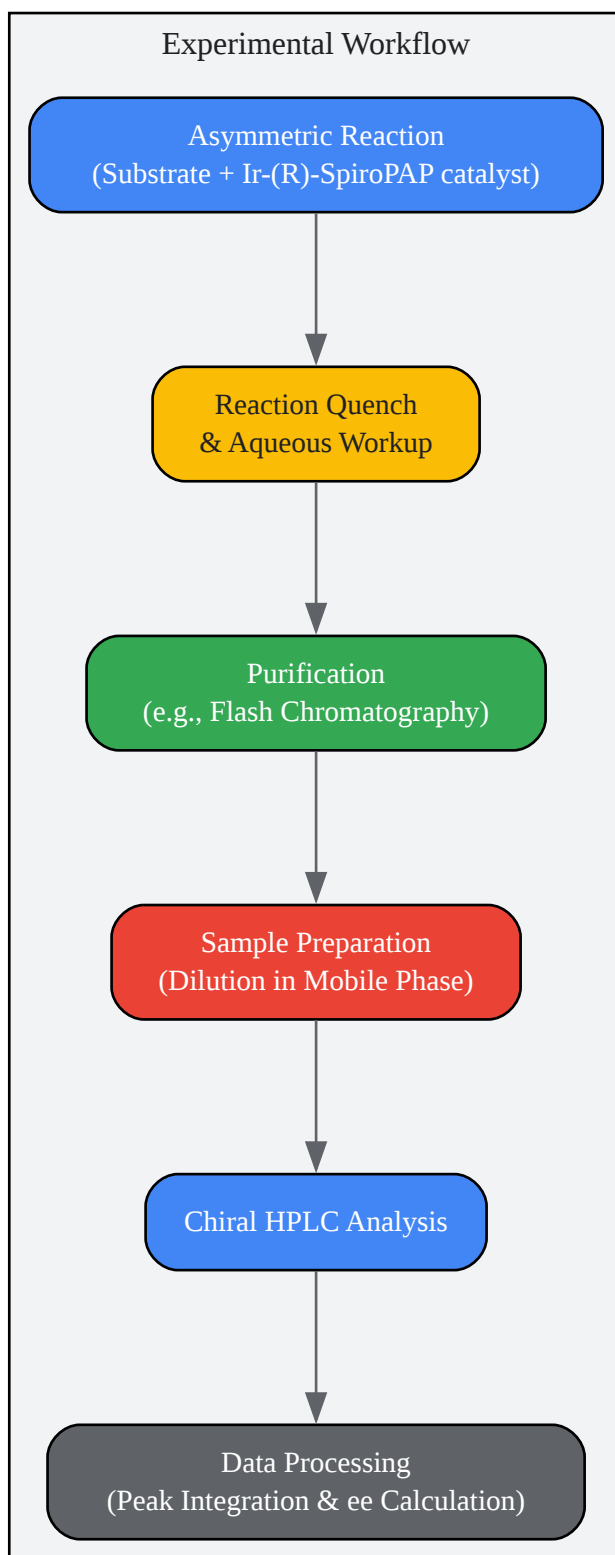 Experimental Workflow
Asymmetric Reaction
(Substrate + Ir-(R)-SpiroPAP catalyst)
Reaction Quench
& Aqueous Workup
Purification
(e.g., Flash Chromatography)
Sample Preparation
(Dilution in Mobile Phase)
Chiral HPLC Analysis
Data Processing
(Peak Integration & ee Calculation)